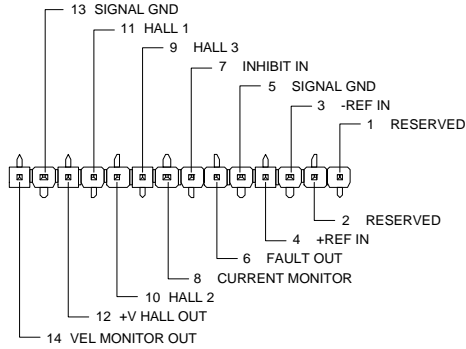 13 SIGNAL GND
11 HALL 1
9 HALL 3
7 INHIBIT IN
5 SIGNAL GND
3 -REF IN
1 RESERVED
2 RESERVED
4 +REF IN
6 FAULT OUT
8 CURRENT MONITOR
10 HALL 2
12 +V HALL OUT
14 VEL MONITOR OUT